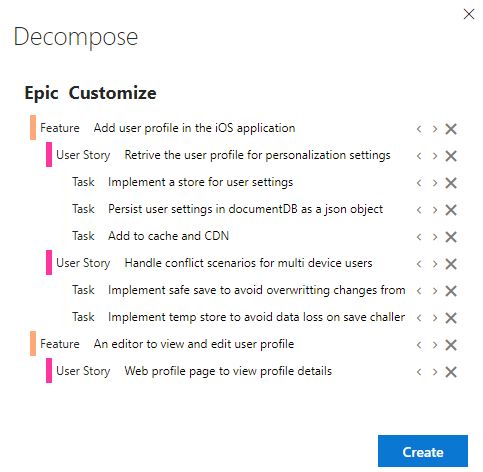 Decompose
Epic Customize
Feature Add user profile in the iOS application
User Story Retrive the user profile for personalization settings
Task Implement a store for user settings
Task Persist user settings in documentDB as a json object
Task Add to cache and CDN
User Story Handle conflict scenarios for multi device users
Task Implement safe save to avoid overwritting changes from
Task Implement temp store to avoid data loss on save challer
Feature An editor to view and edit user profile
User Story Web profile page to view profile details
Create